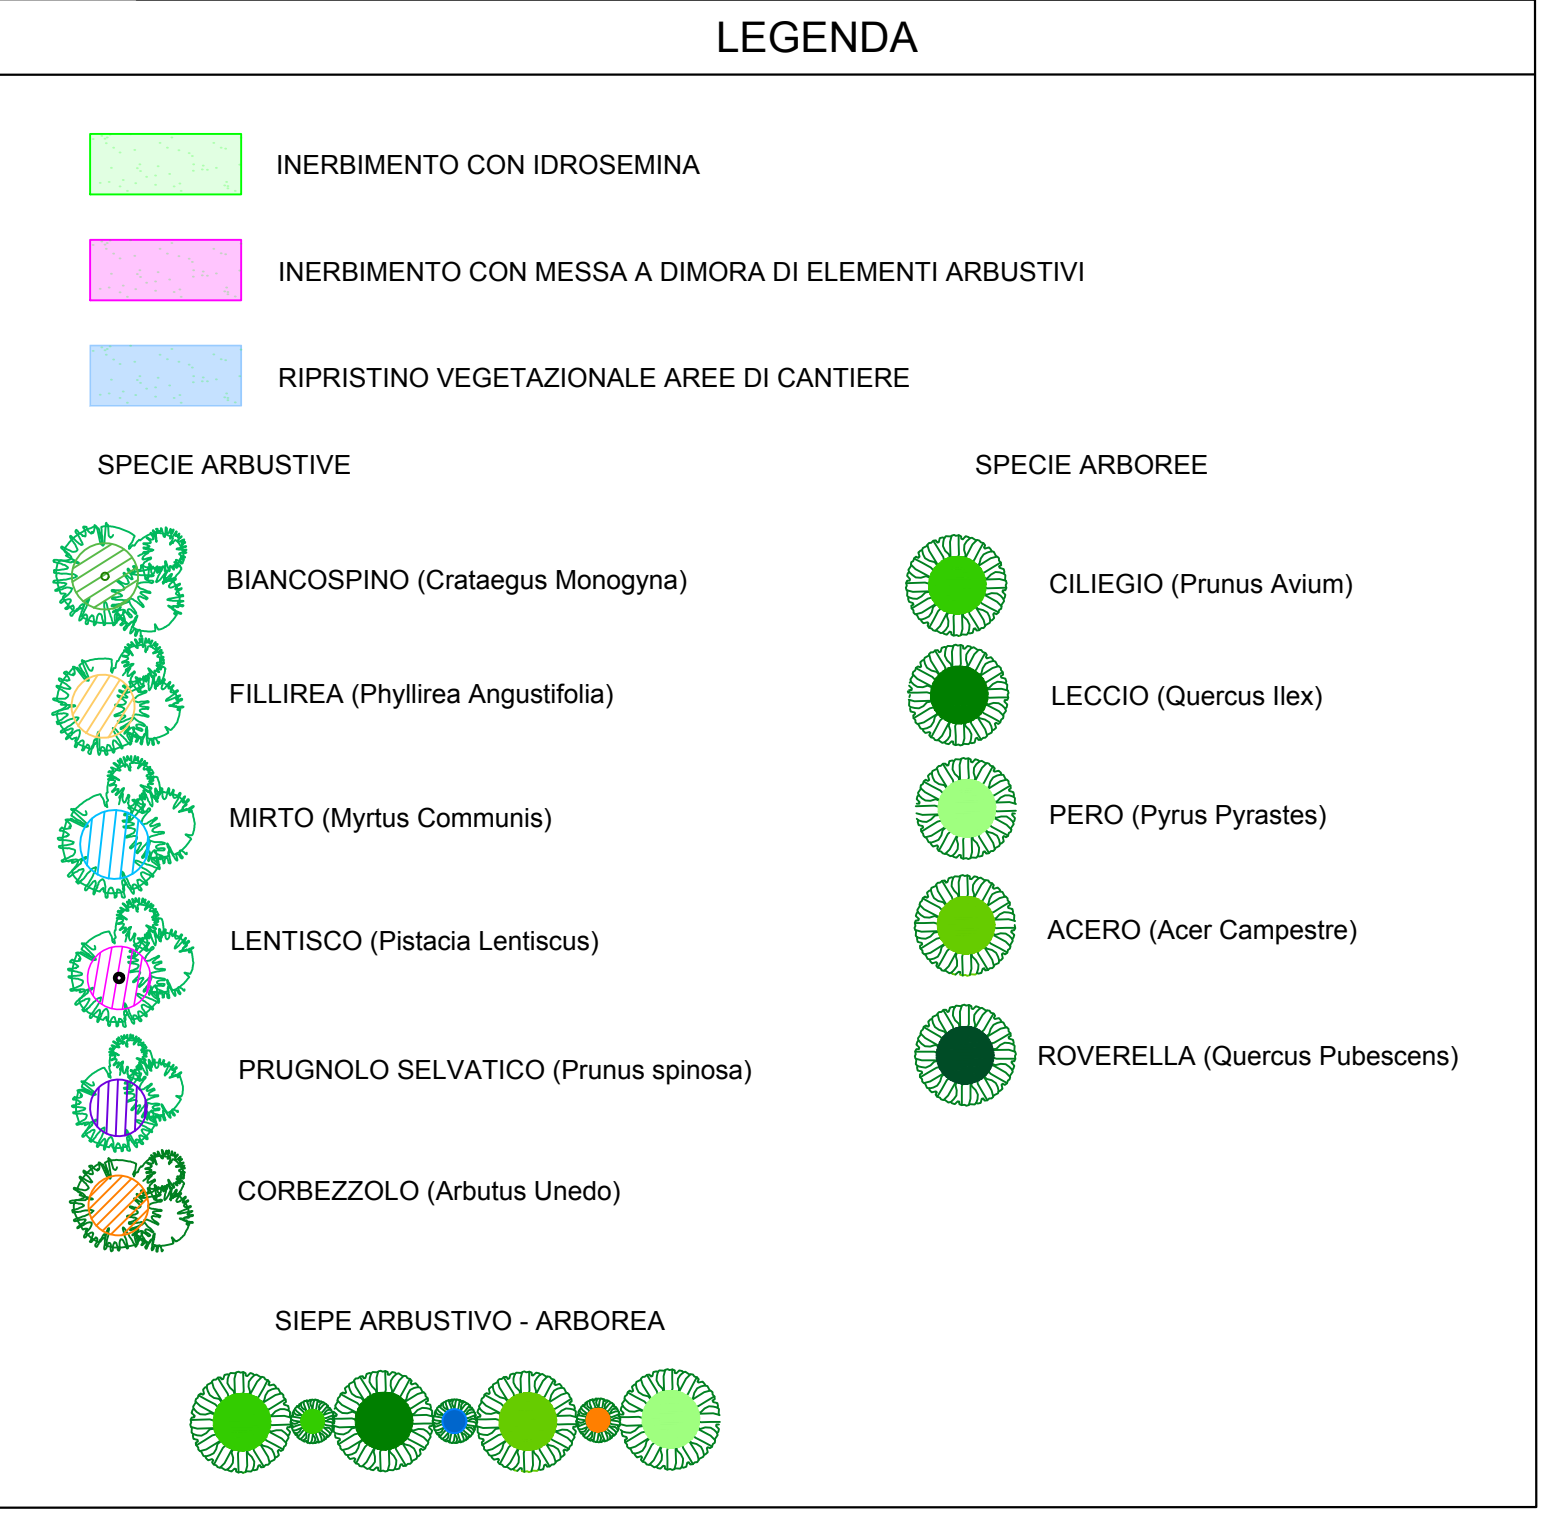 LEGENDA
INERBIMENTO CON IDROSEMINA
INERBIMENTO CON MESSA A DIMORA DI ELEMENTI ARBUSTIVI
RIPRISTINO VEGETAZIONALE AREE DI CANTIERE
SPECIE ARBUSTIVE
BIANCOSPINO (Crataegus Monogyna)
FILLIREA (Phyllirea Angustifolia)
MIRTO (Myrtus Communis)
LENTISCO (Pistacia Lentiscus)
PRUGNOLO SELVATICO (Prunus spinosa)
CORBEZZOLO (Arbutus Unedo)
SPECIE ARBOREE
CILIEGIO (Prunus Avium)
LECCIO (Quercus Ilex)
PERO (Pyrus Pyrastes)
ACERO (Acer Campestre)
ROVERELLA (Quercus Pubescens)
SIEPE ARBUSTIVO - ARBOREA